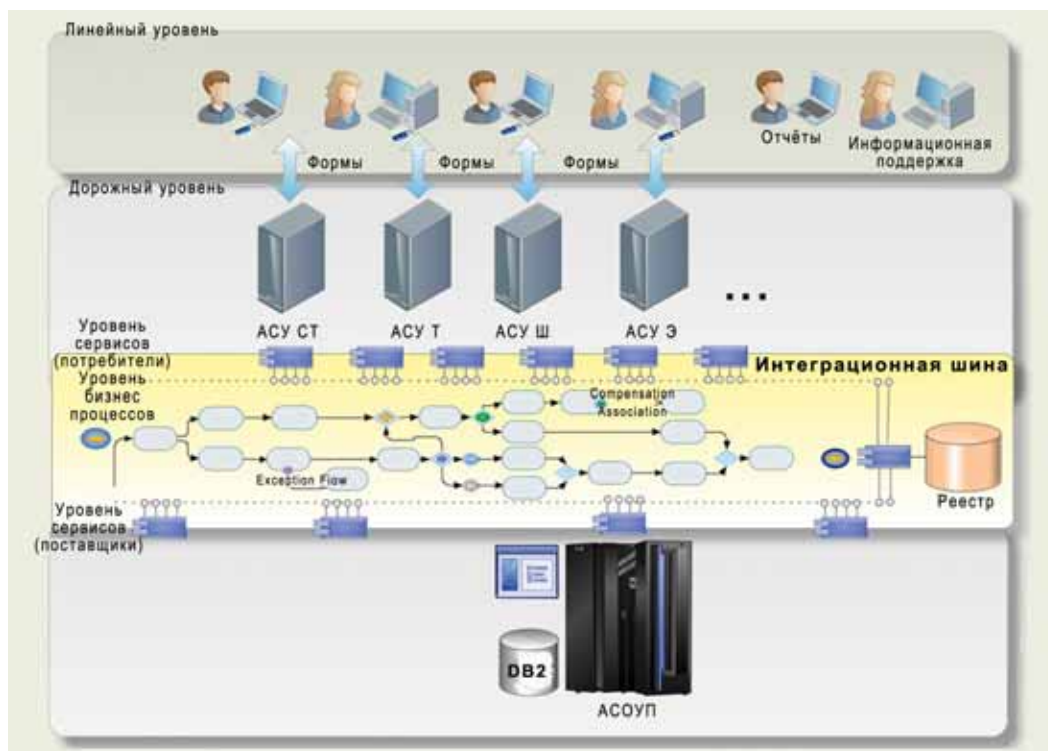 Линейный уровень
Отчёты
Информационная
поддержка
Формы
Формы
Формы
Дорожный уровень
АСУ СТ
АСУ Т
АСУ Ш
АСУ Э
...
Уровень
сервисов
(потребители)
Интеграционная шина
Уровень
бизнес
процессов
Compensation
Association
Exception Flow
Реестр
Уровень
сервисов
(поставщики)
DB2
АСОУП